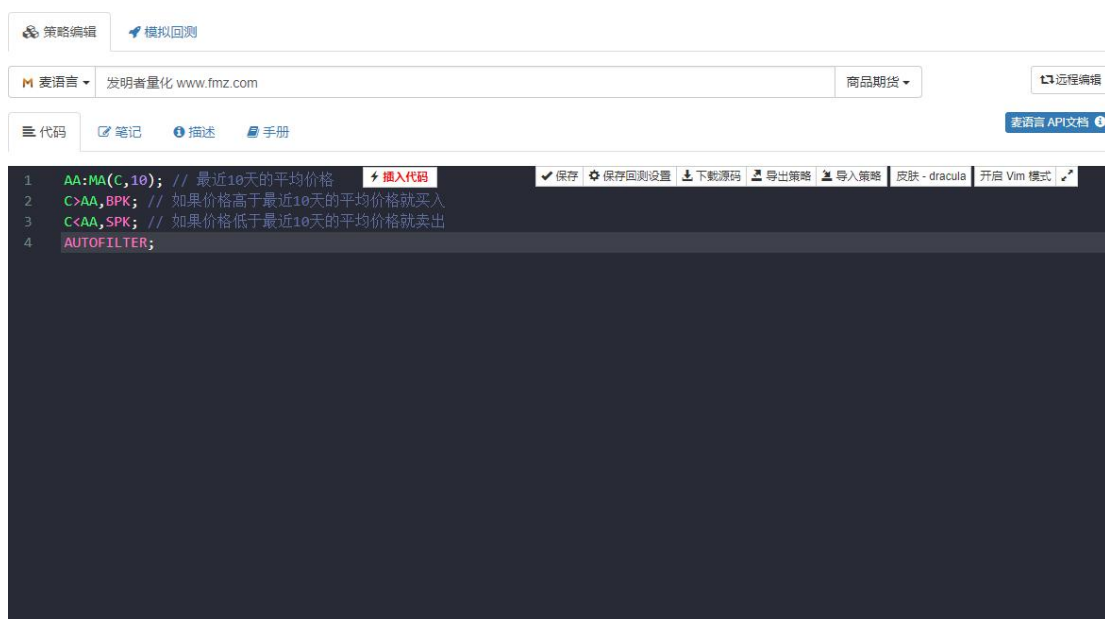 策略编辑 模拟回测
M 麦语言 发明者量化 www.fmz.com 商品期货 远程编辑
代码 笔记 描述 手册 麦语言 API文档
插入代码 保存 保存回测设置 下载源码 导出策略 导入策略 皮肤 - dracula 开启 Vim 模式
1 AA:MA(C,10); // 最近10天的平均价格
2 C>AA,BPK; // 如果价格高于最近10天的平均价格就买入
3 C<AA,SPK; // 如果价格低于最近10天的平均价格就卖出
4 AUTOFILTER;